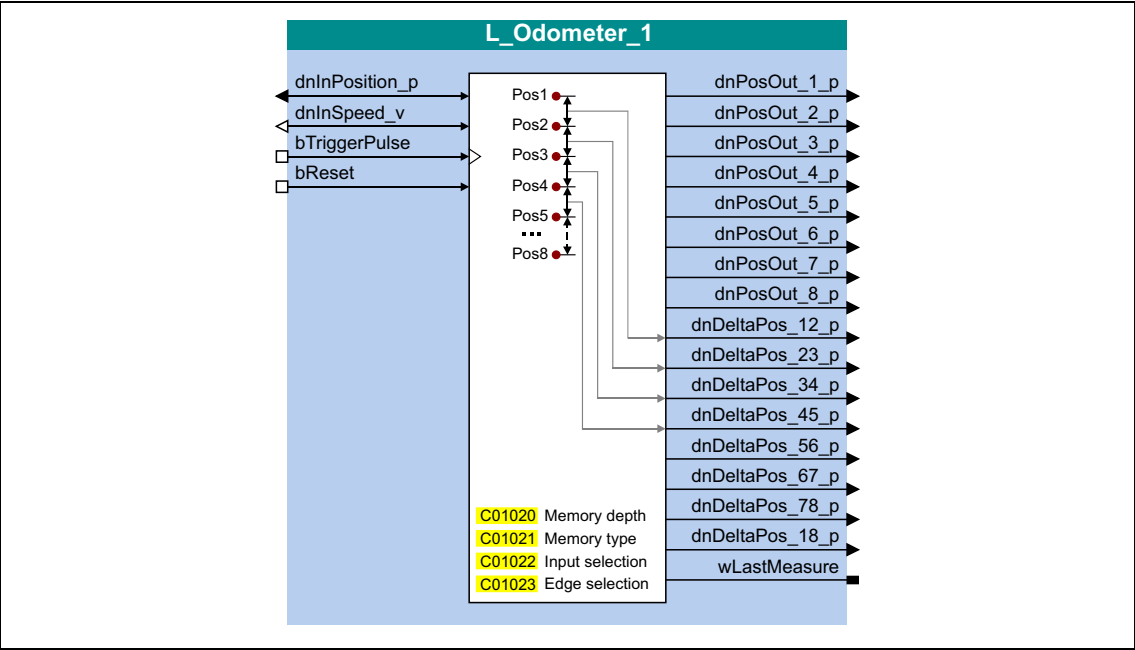 L_Odometer_1
dnInPosition_p
dnInSpeed_v
bTriggerPulse
bReset
Pos1
Pos2
Pos3
Pos4
Pos5
...
Pos8
C01020 Memory depth
C01021 Memory type
C01022 Input selection
C01023 Edge selection
dnPosOut_1_p
dnPosOut_2_p
dnPosOut_3_p
dnPosOut_4_p
dnPosOut_5_p
dnPosOut_6_p
dnPosOut_7_p
dnPosOut_8_p
dnDeltaPos_12_p
dnDeltaPos_23_p
dnDeltaPos_34_p
dnDeltaPos_45_p
dnDeltaPos_56_p
dnDeltaPos_67_p
dnDeltaPos_78_p
dnDeltaPos_18_p
wLastMeasure